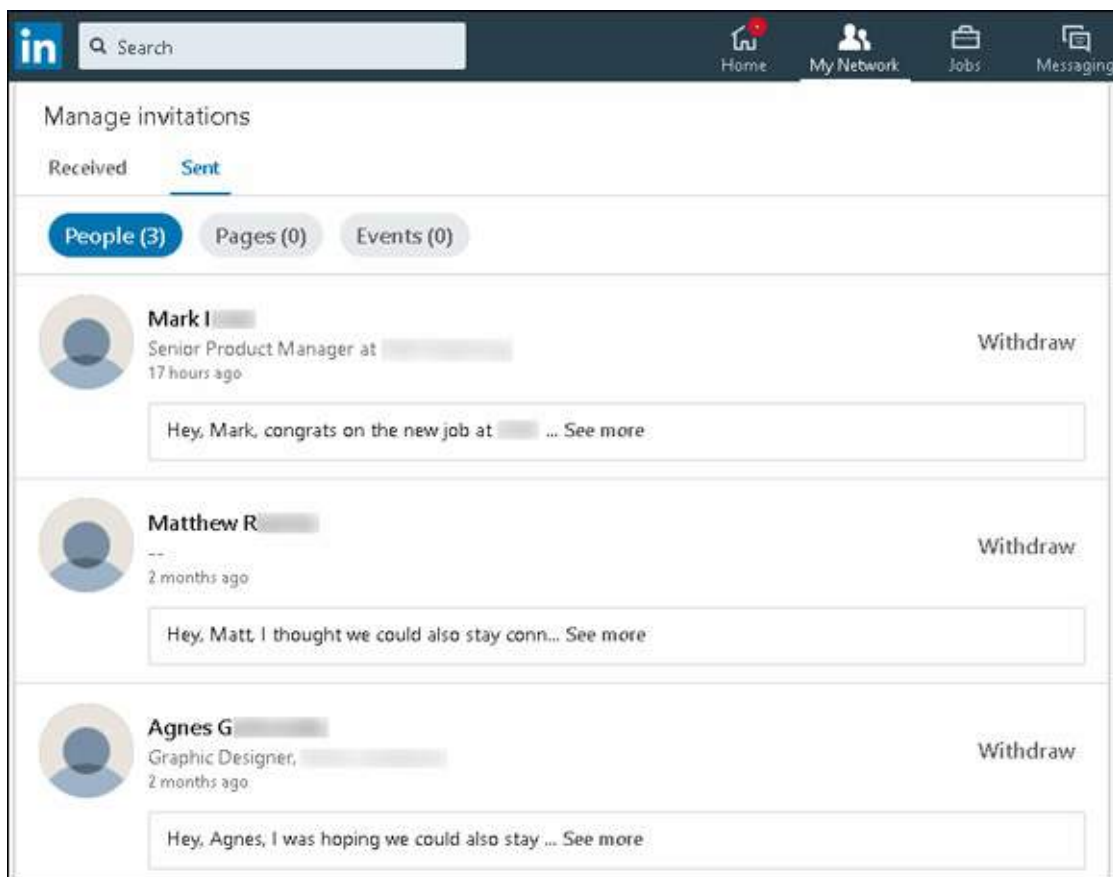 in Search Home My Network Jobs Messaging
Manage invitations
Received Sent
People (3) Pages (0) Events (0)
Mark I
Senior Product Manager at
Withdraw
17 hours ago
Hey, Mark, congrats on the new job at ... See more
Matthew R
--
Withdraw
2 months ago
Hey, Matt, I thought we could also stay conn... See more
Agnes G
Graphic Designer,
Withdraw
2 months ago
Hey, Agnes, I was hoping we could also stay ... See more